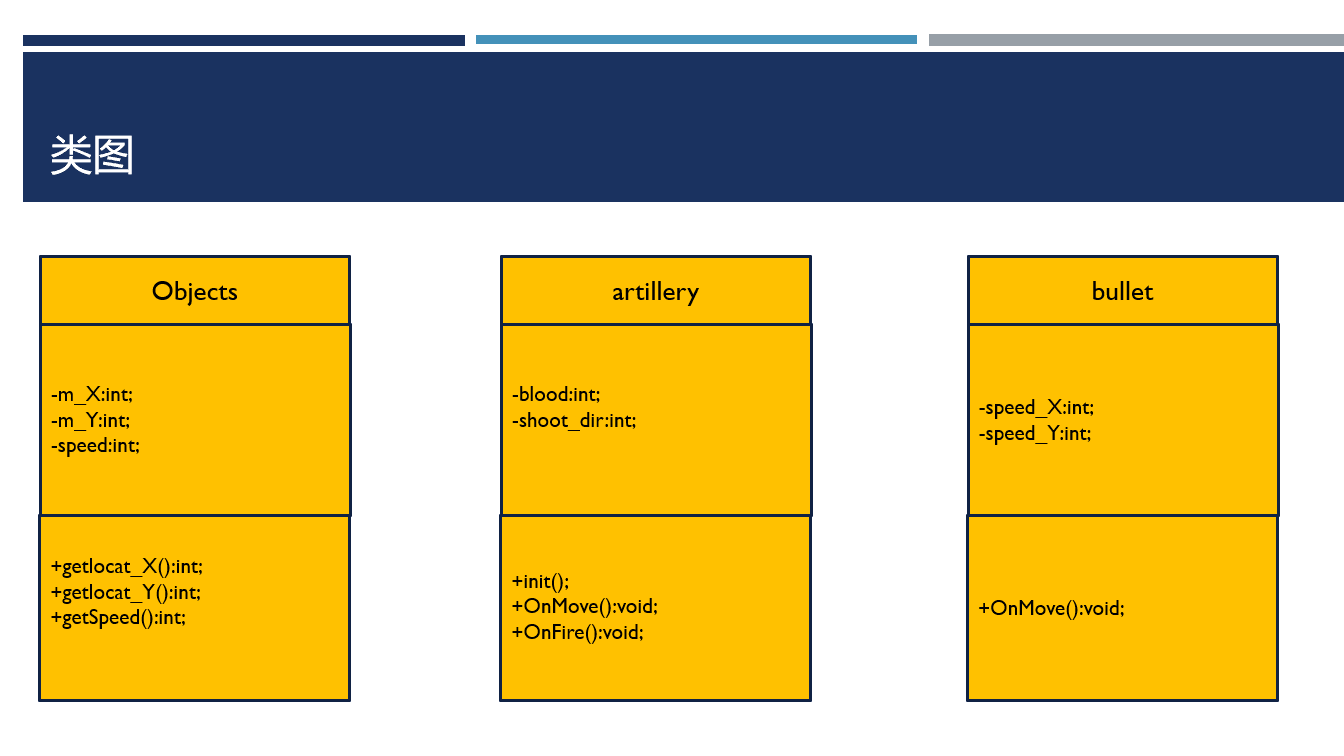 类图
Objects
-m_X:int;
-m_Y:int;
-speed:int;
+getlocat_X():int;
+getlocat_Y():int;
+getSpeed():int;
artillery
-blood:int;
-shoot_dir:int;
+init();
+OnMove():void;
+OnFire():void;
bullet
-speed_X:int;
-speed_Y:int;
+OnMove():void;